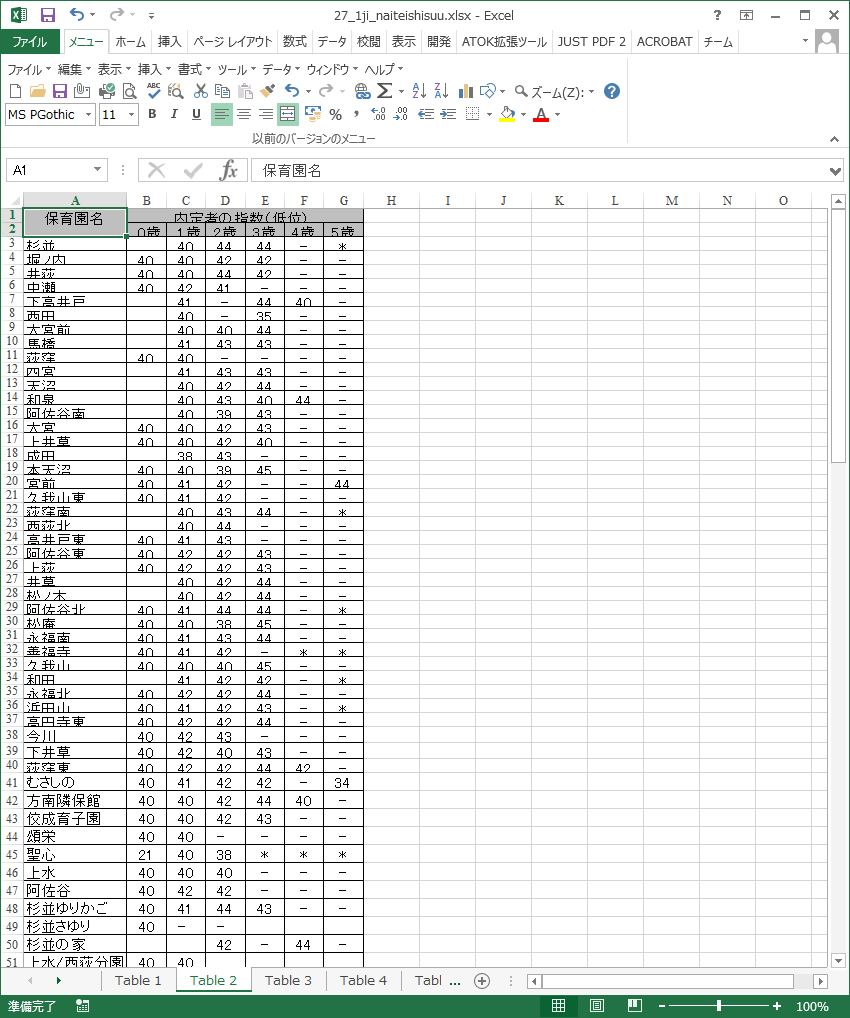 27_1ji_naiteishisuu.xlsx - Excel
ファイル メニュー ホーム 挿入 ページ レイアウト 数式 データ 校閲 表示 開発 ATOK拡張ツール JUST PDF 2 ACROBAT チーム
ファイル 編集 表示 挿入 書式 ツール データ ウィンドウ ヘルプ
ズーム(Z):
MS PGothic 11 B I U
以前のバージョンのメニュー
A1 fx 保育園名
A B C D E F G H I J K L M N O
1 保育園名 内定者の指数(低位)
2 0歳 1歳 2歳 3歳 4歳 5歳
3 杉並 40 44 44 - *
4 堀ノ内 40 40 42 42 - -
5 井荻 40 40 44 42 - -
6 中瀬 40 42 41 - - -
7 下高井戸 41 - 44 40 -
8 西田 40 - 35 - -
9 大宮前 40 40 44 - -
10 馬橋 41 43 43 - -
11 荻窪 40 40 - - - -
12 四宮 41 43 43 - -
13 天沼 40 42 44 - -
14 和泉 40 43 40 44 -
15 阿佐谷南 40 39 43 - -
16 大宮 40 40 42 43 - -
17 上井草 40 40 42 40 - -
18 成田 38 43 - - -
19 本天沼 40 40 39 45 - -
20 宮前 40 41 42 - - 44
21 久我山東 40 41 42 - - -
22 荻窪南 40 43 44 - *
23 西荻北 40 44 - - -
24 高井戸東 40 41 43 - - -
25 阿佐谷東 40 42 42 43 - -
26 上荻 40 42 42 43 - -
27 井草 40 42 44 - -
28 松ノ木 40 42 44 - -
29 阿佐谷北 40 41 44 44 - *
30 松庵 40 40 38 45 - -
31 永福南 40 41 43 44 - -
32 善福寺 40 41 42 - * *
33 久我山 40 40 40 45 - -
34 和田 41 42 42 - *
35 永福北 40 42 42 44 - -
36 浜田山 40 41 42 43 - *
37 高円寺東 40 42 42 44 - -
38 今川 40 42 43 - - -
39 下井草 40 42 40 43 - -
40 荻窪東 40 42 42 44 42 -
41 むさしの 40 41 42 42 - 34
42 方南隣保館 40 40 42 44 40 -
43 佼成育子園 40 40 42 43 - -
44 頌栄 40 40 - - - -
45 聖心 21 40 38 * * *
46 上水 40 40 40 - - -
47 阿佐谷 40 42 42 - - -
48 杉並ゆりかご 40 41 44 43 - -
49 杉並さゆり 40 - -
50 杉並の家 42 - 44 -
51 上水/西荻分園 40 40
Table 1 Table 2 Table 3 Table 4 Tabl ...
準備完了 100%